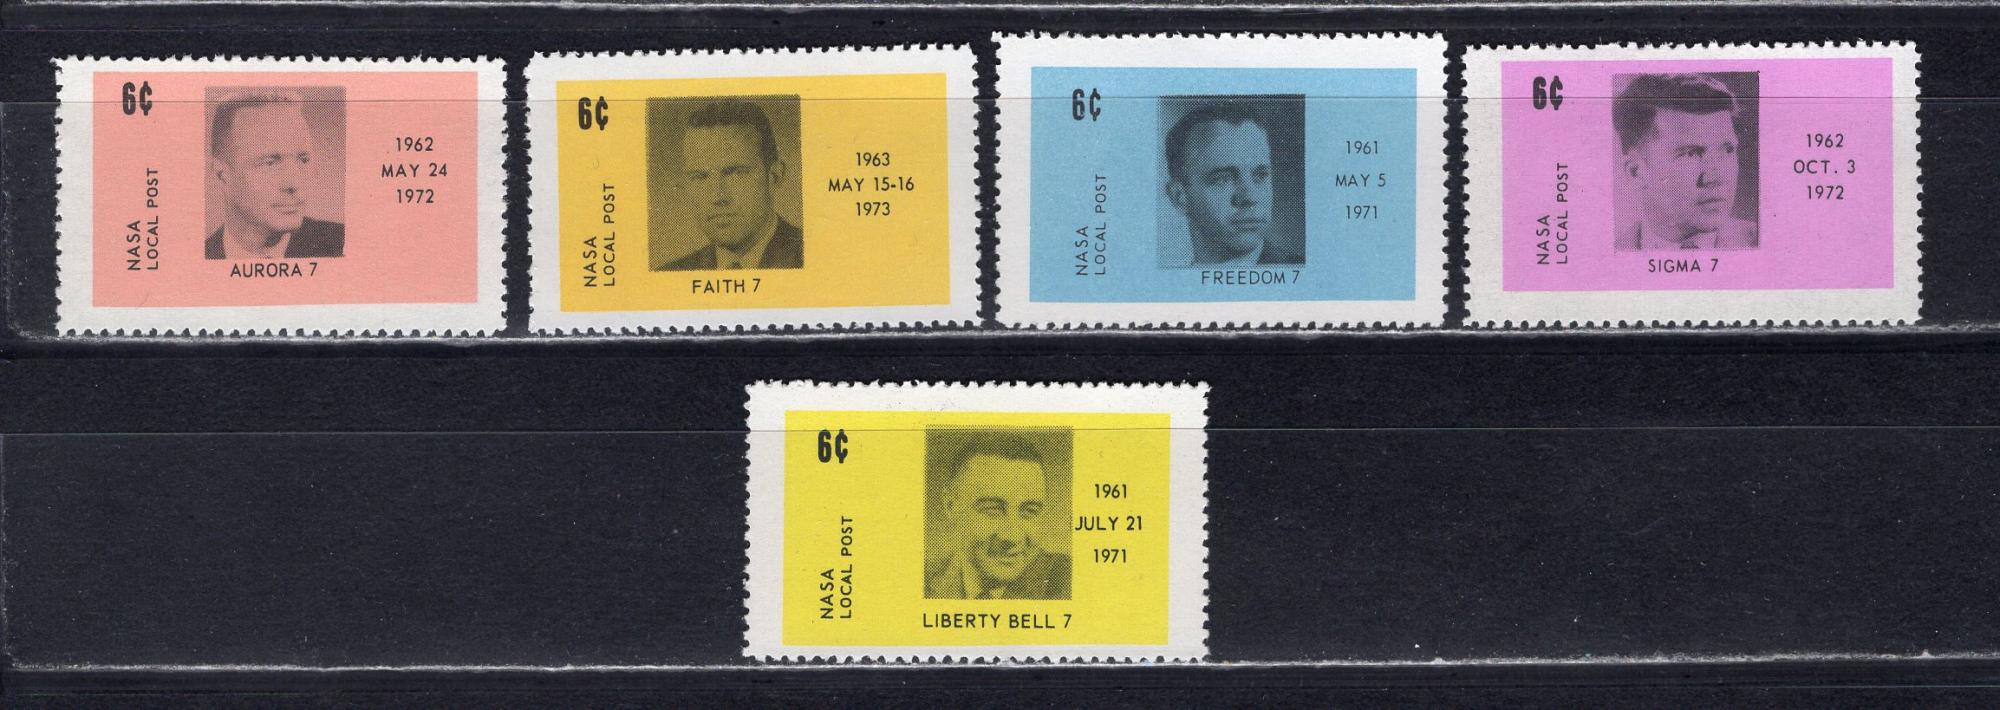 6¢
NASA
LOCAL POST
AURORA 7
1962
MAY 24
1972
6¢
NASA
LOCAL POST
FAITH 7
1963
MAY 15-16
1973
6¢
NASA
LOCAL POST
FREEDOM 7
1961
MAY 5
1971
6¢
NASA
LOCAL POST
SIGMA 7
1962
OCT. 3
1972
6¢
NASA
LOCAL POST
LIBERTY BELL 7
1961
JULY 21
1971